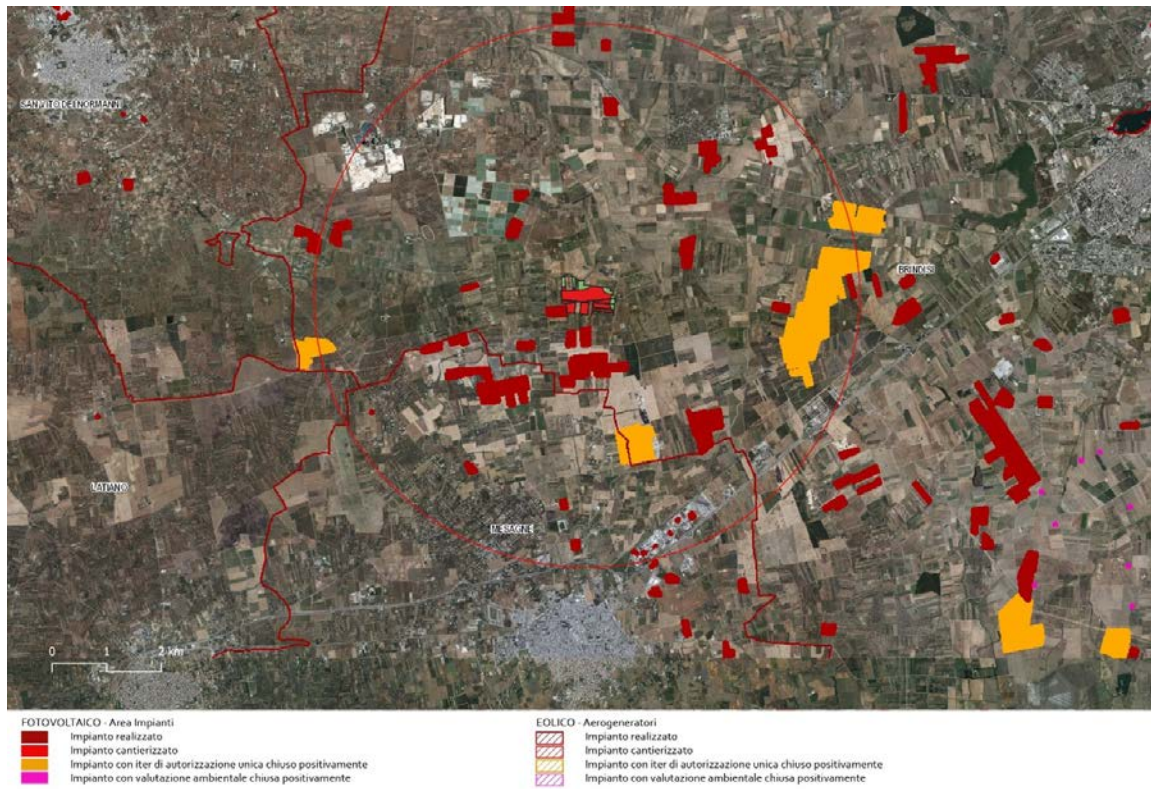 SAN VITO DEI NORMANNI
BRINDISI
LATIANO
MESAGNE
0 1 2 km
FOTOVOLTAICO - Area Impianti
Impianto realizzato
Impianto cantierizzato
Impianto con iter di autorizzazione unica chiuso positivamente
Impianto con valutazione ambientale chiusa positivamente
EOLICO - Aerogeneratori
Impianto realizzato
Impianto cantierizzato
Impianto con iter di autorizzazione unica chiuso positivamente
Impianto con valutazione ambientale chiusa positivamente